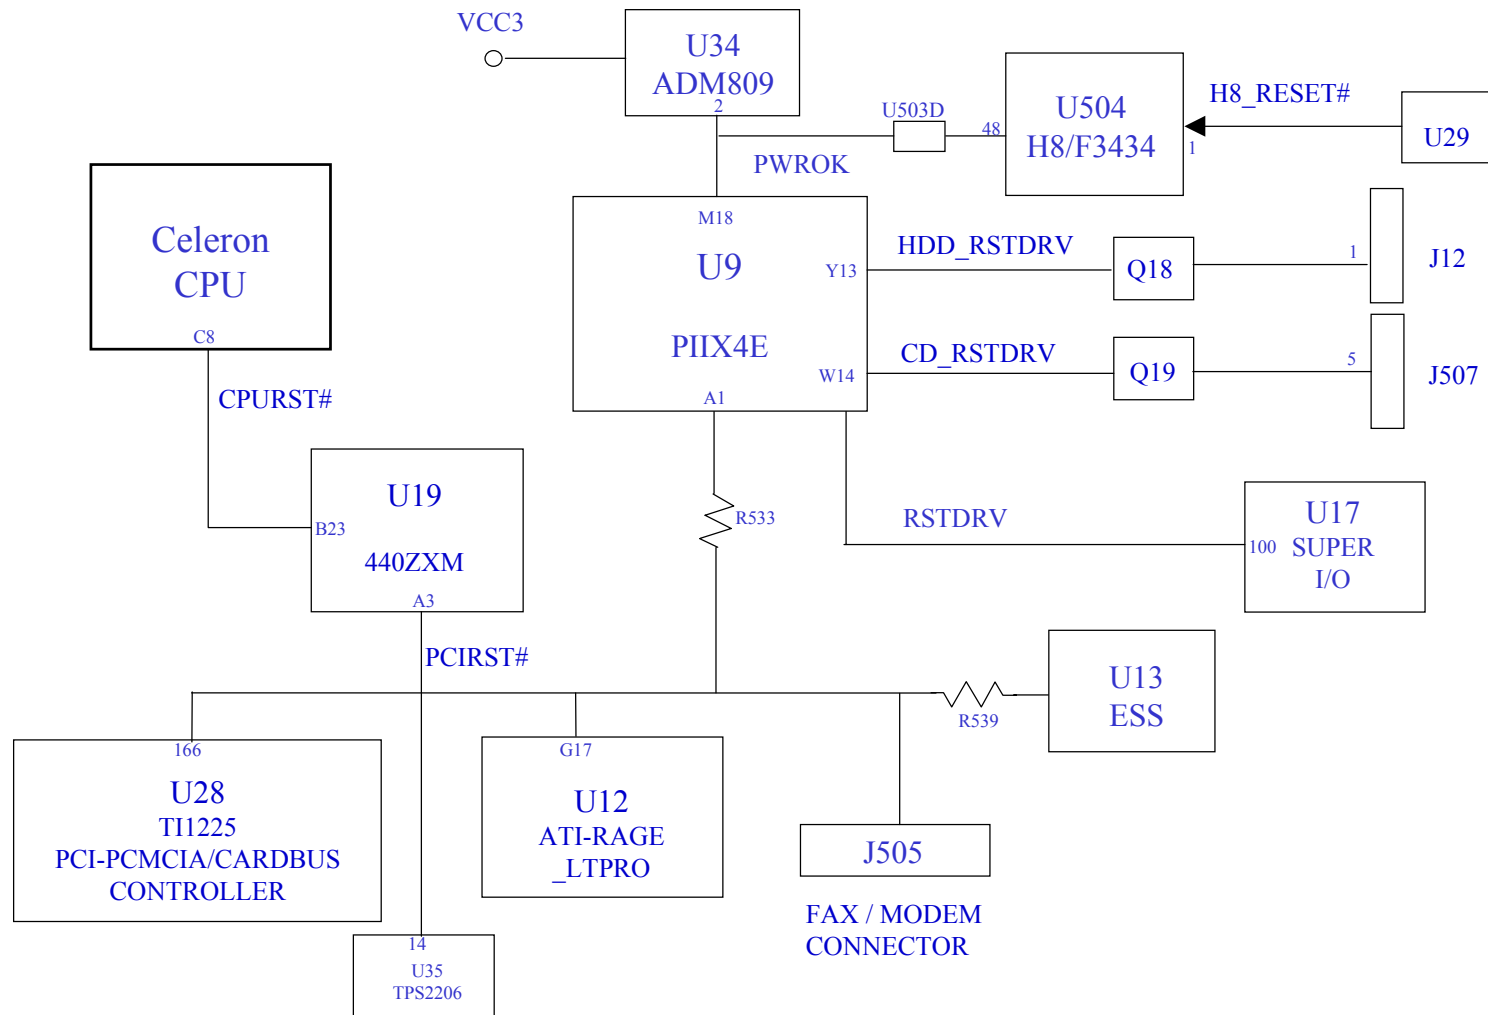 VCC3
U34
ADM809
2
U503D
48
U504
H8/F3434
1
H8_RESET#
U29
PWROK
Celeron
CPU
C8
M18
U9
Y13
PIIX4E
W14
A1
HDD_RSTDRV
Q18
1
J12
CD_RSTDRV
Q19
5
J507
CPURST#
U19
B23
440ZXM
A3
R533
RSTDRV
U17
100 SUPER
I/O
PCIRST#
R539
U13
ESS
166
U28
TI1225
PCI-PCMCIA/CARDBUS
CONTROLLER
G17
U12
ATI-RAGE
_LTPRO
J505
FAX / MODEM
CONNECTOR
14
U35
TPS2206